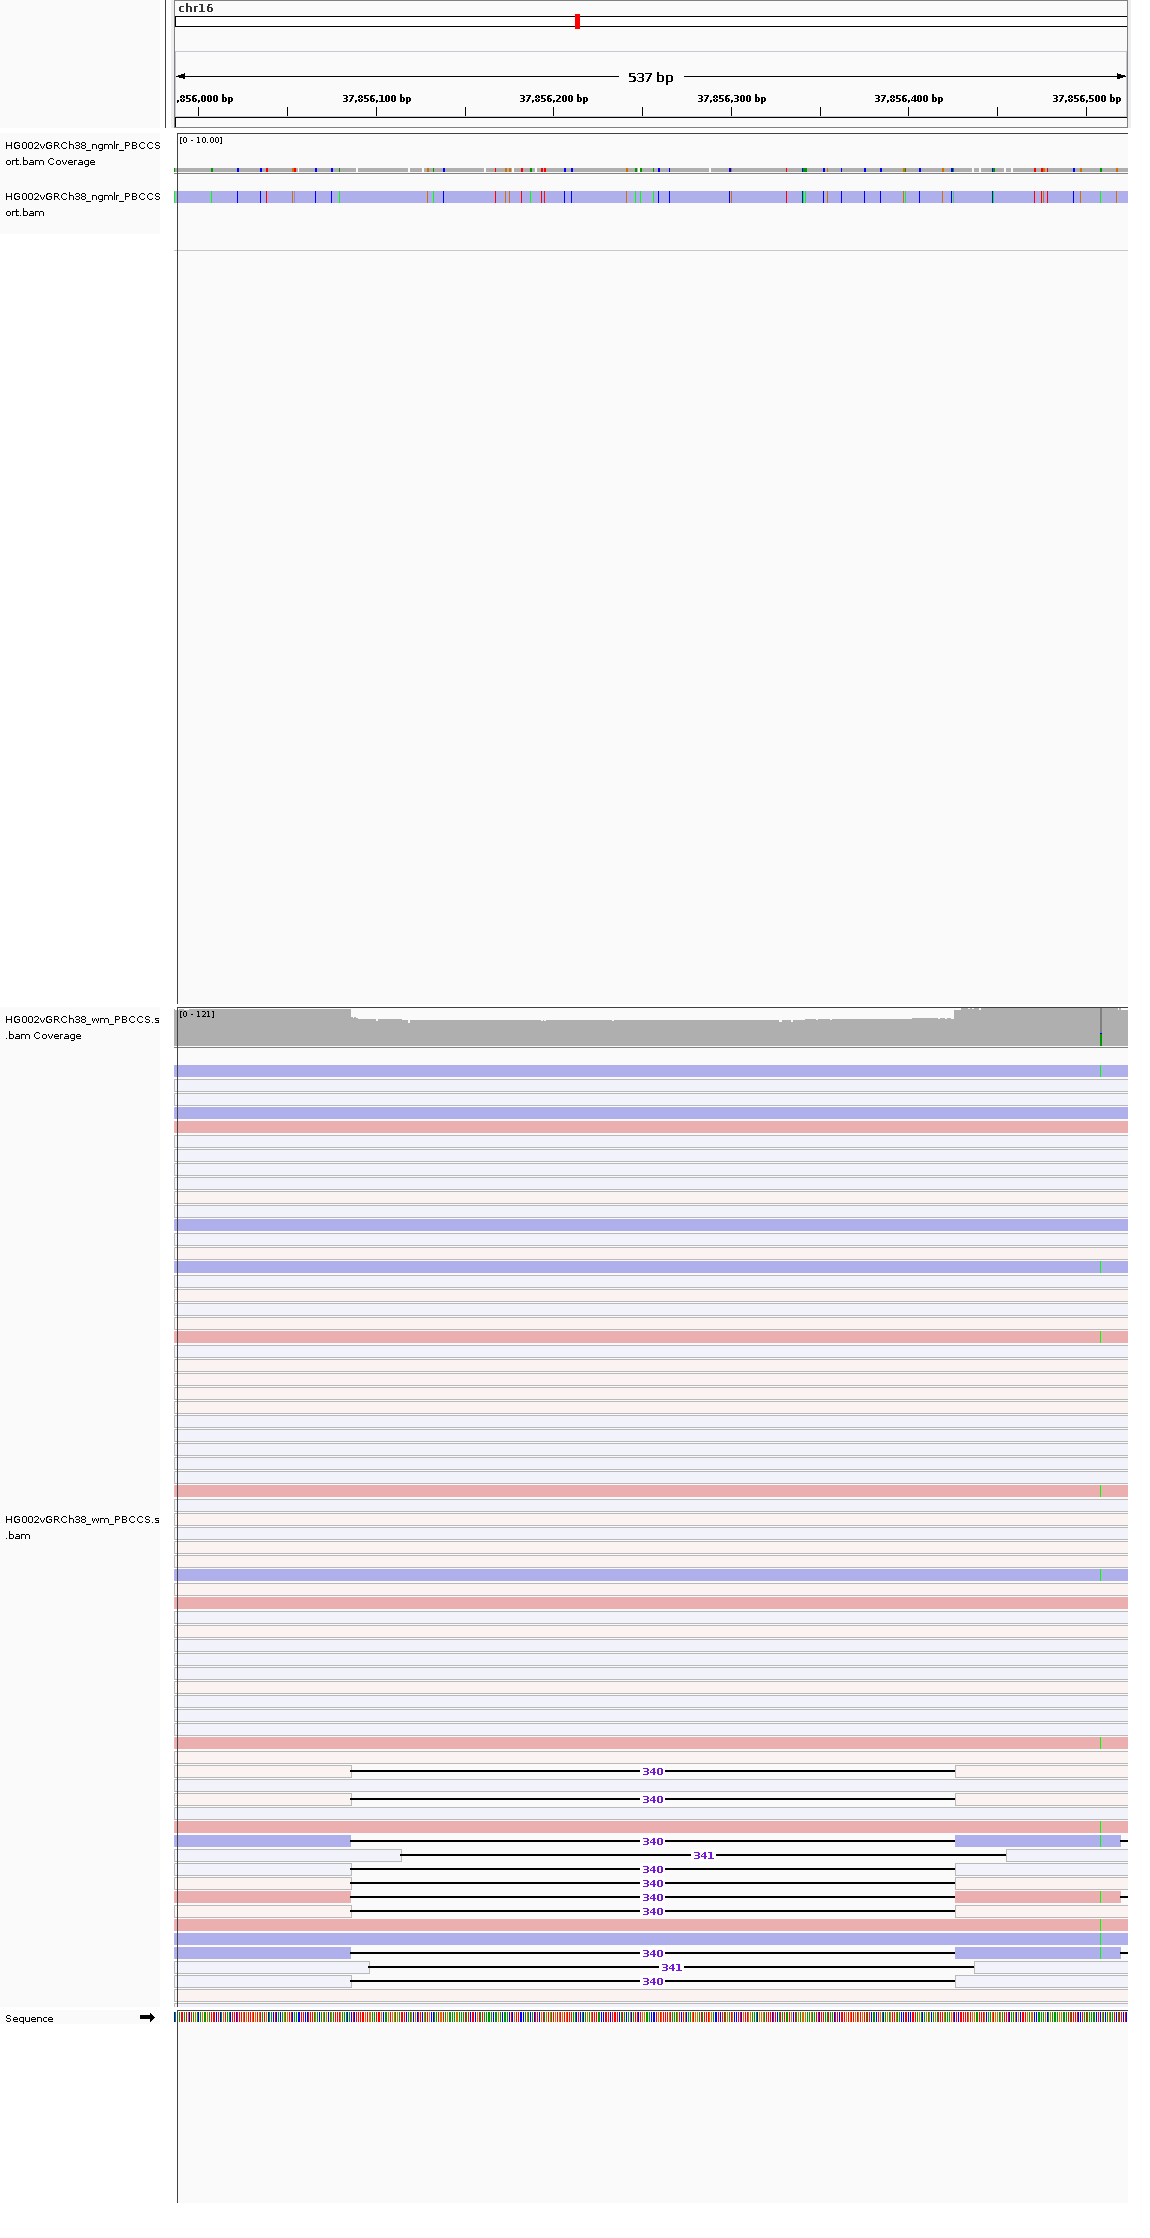 chr16
537 bp
,856,000 bp 37,856,100 bp 37,856,200 bp 37,856,300 bp 37,856,400 bp 37,856,500 bp
HG002vGRCh38_ngmlr_PBCCS
ort.bam Coverage
[0 - 10.00]
HG002vGRCh38_ngmlr_PBCCS
ort.bam
HG002vGRCh38_wm_PBCCS.s
.bam Coverage
[0 - 121]
HG002vGRCh38_wm_PBCCS.s
.bam
340
340
340
341
340
340
340
340
340
341
340
Sequence